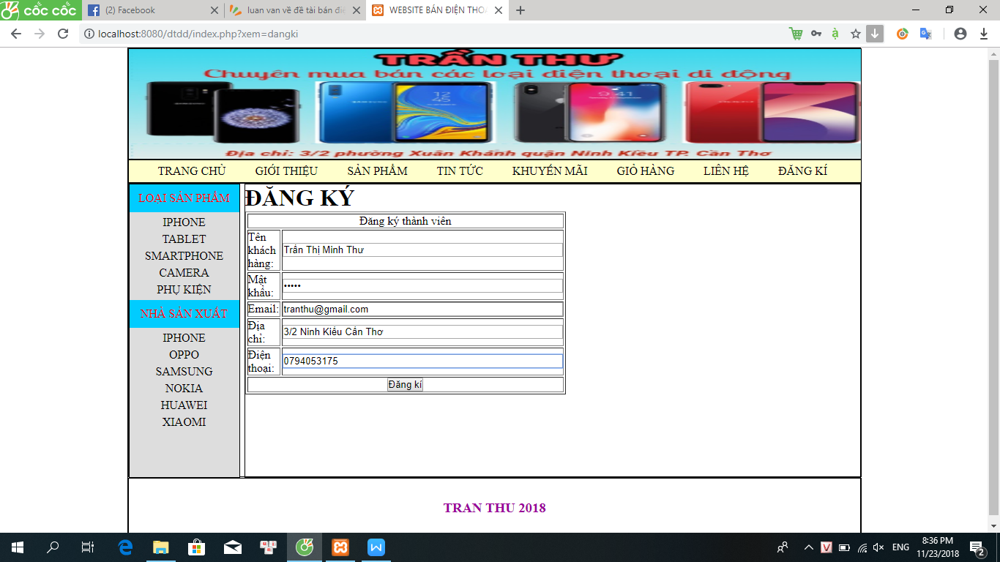 cốc cốc
(2) Facebook
luan van về đề tài bán điệ
WEBSITE BÁN ĐIỆN THOẠ
localhost:8080/dtdd/index.php?xem=dangki
TRẦN THƯ
Chuyên mua bán các loại điện thoại di động
12
45
9:41
Địa chỉ: 3/2 phường Xuân Khánh quận Ninh Kiều TP. Cần Thơ
TRANG CHỦ GIỚI THIỆU SẢN PHẨM TIN TỨC KHUYẾN MÃI GIỎ HÀNG LIÊN HỆ ĐĂNG KÍ
LOẠI SẢN PHẨM
IPHONE
TABLET
SMARTPHONE
CAMERA
PHỤ KIỆN
NHÀ SẢN XUẤT
IPHONE
OPPO
SAMSUNG
NOKIA
HUAWEI
XIAOMI
ĐĂNG KÝ
Đăng ký thành viên
Tên khách hàng: Trần Thị Minh Thư
Mật khẩu: •••••
Email: tranthu@gmail.com
Địa chỉ: 3/2 Ninh Kiều Cần Thơ
Điện thoại: 0794053175
Đăng kí
TRAN THU 2018
ENG
8:36 PM
11/23/2018
2